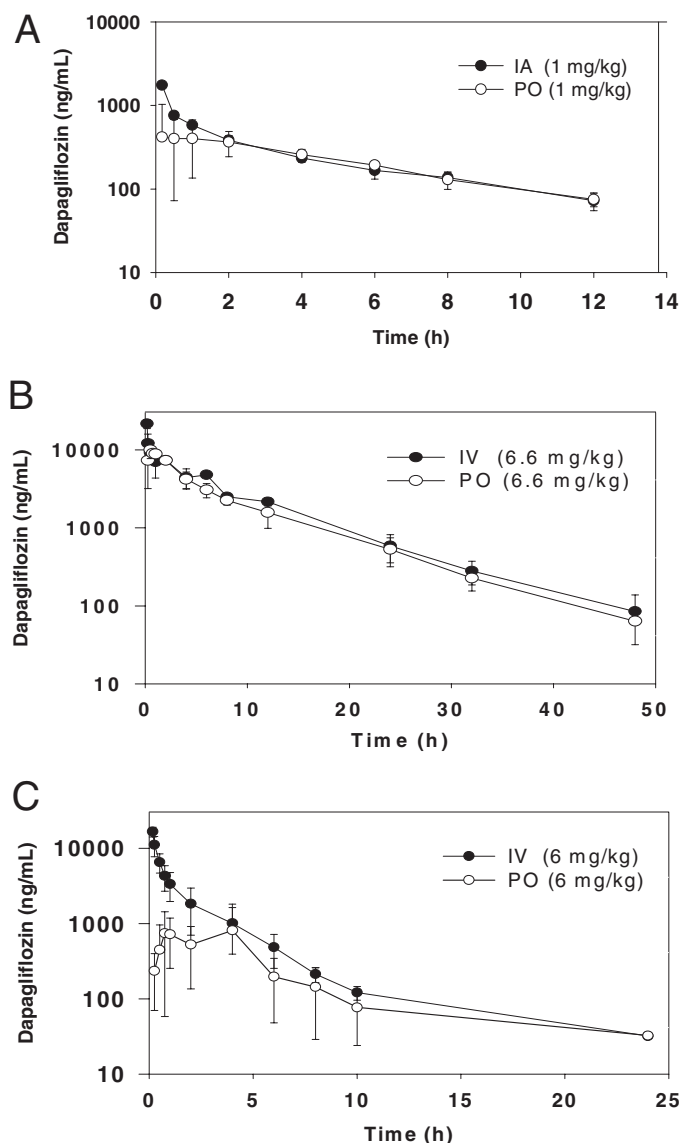 A
10000
1000
100
10
Dapagliflozin (ng/mL)
IA (1 mg/kg)
PO (1 mg/kg)
0 2 4 6 8 10 12 14
Time (h)
B
10000
1000
100
10
Dapagliflozin (ng/mL)
IV (6.6 mg/kg)
PO (6.6 mg/kg)
0 10 20 30 40 50
Time (h)
C
10000
1000
100
10
Dapagliflozin (ng/mL)
IV (6 mg/kg)
PO (6 mg/kg)
0 5 10 15 20 25
Time (h)